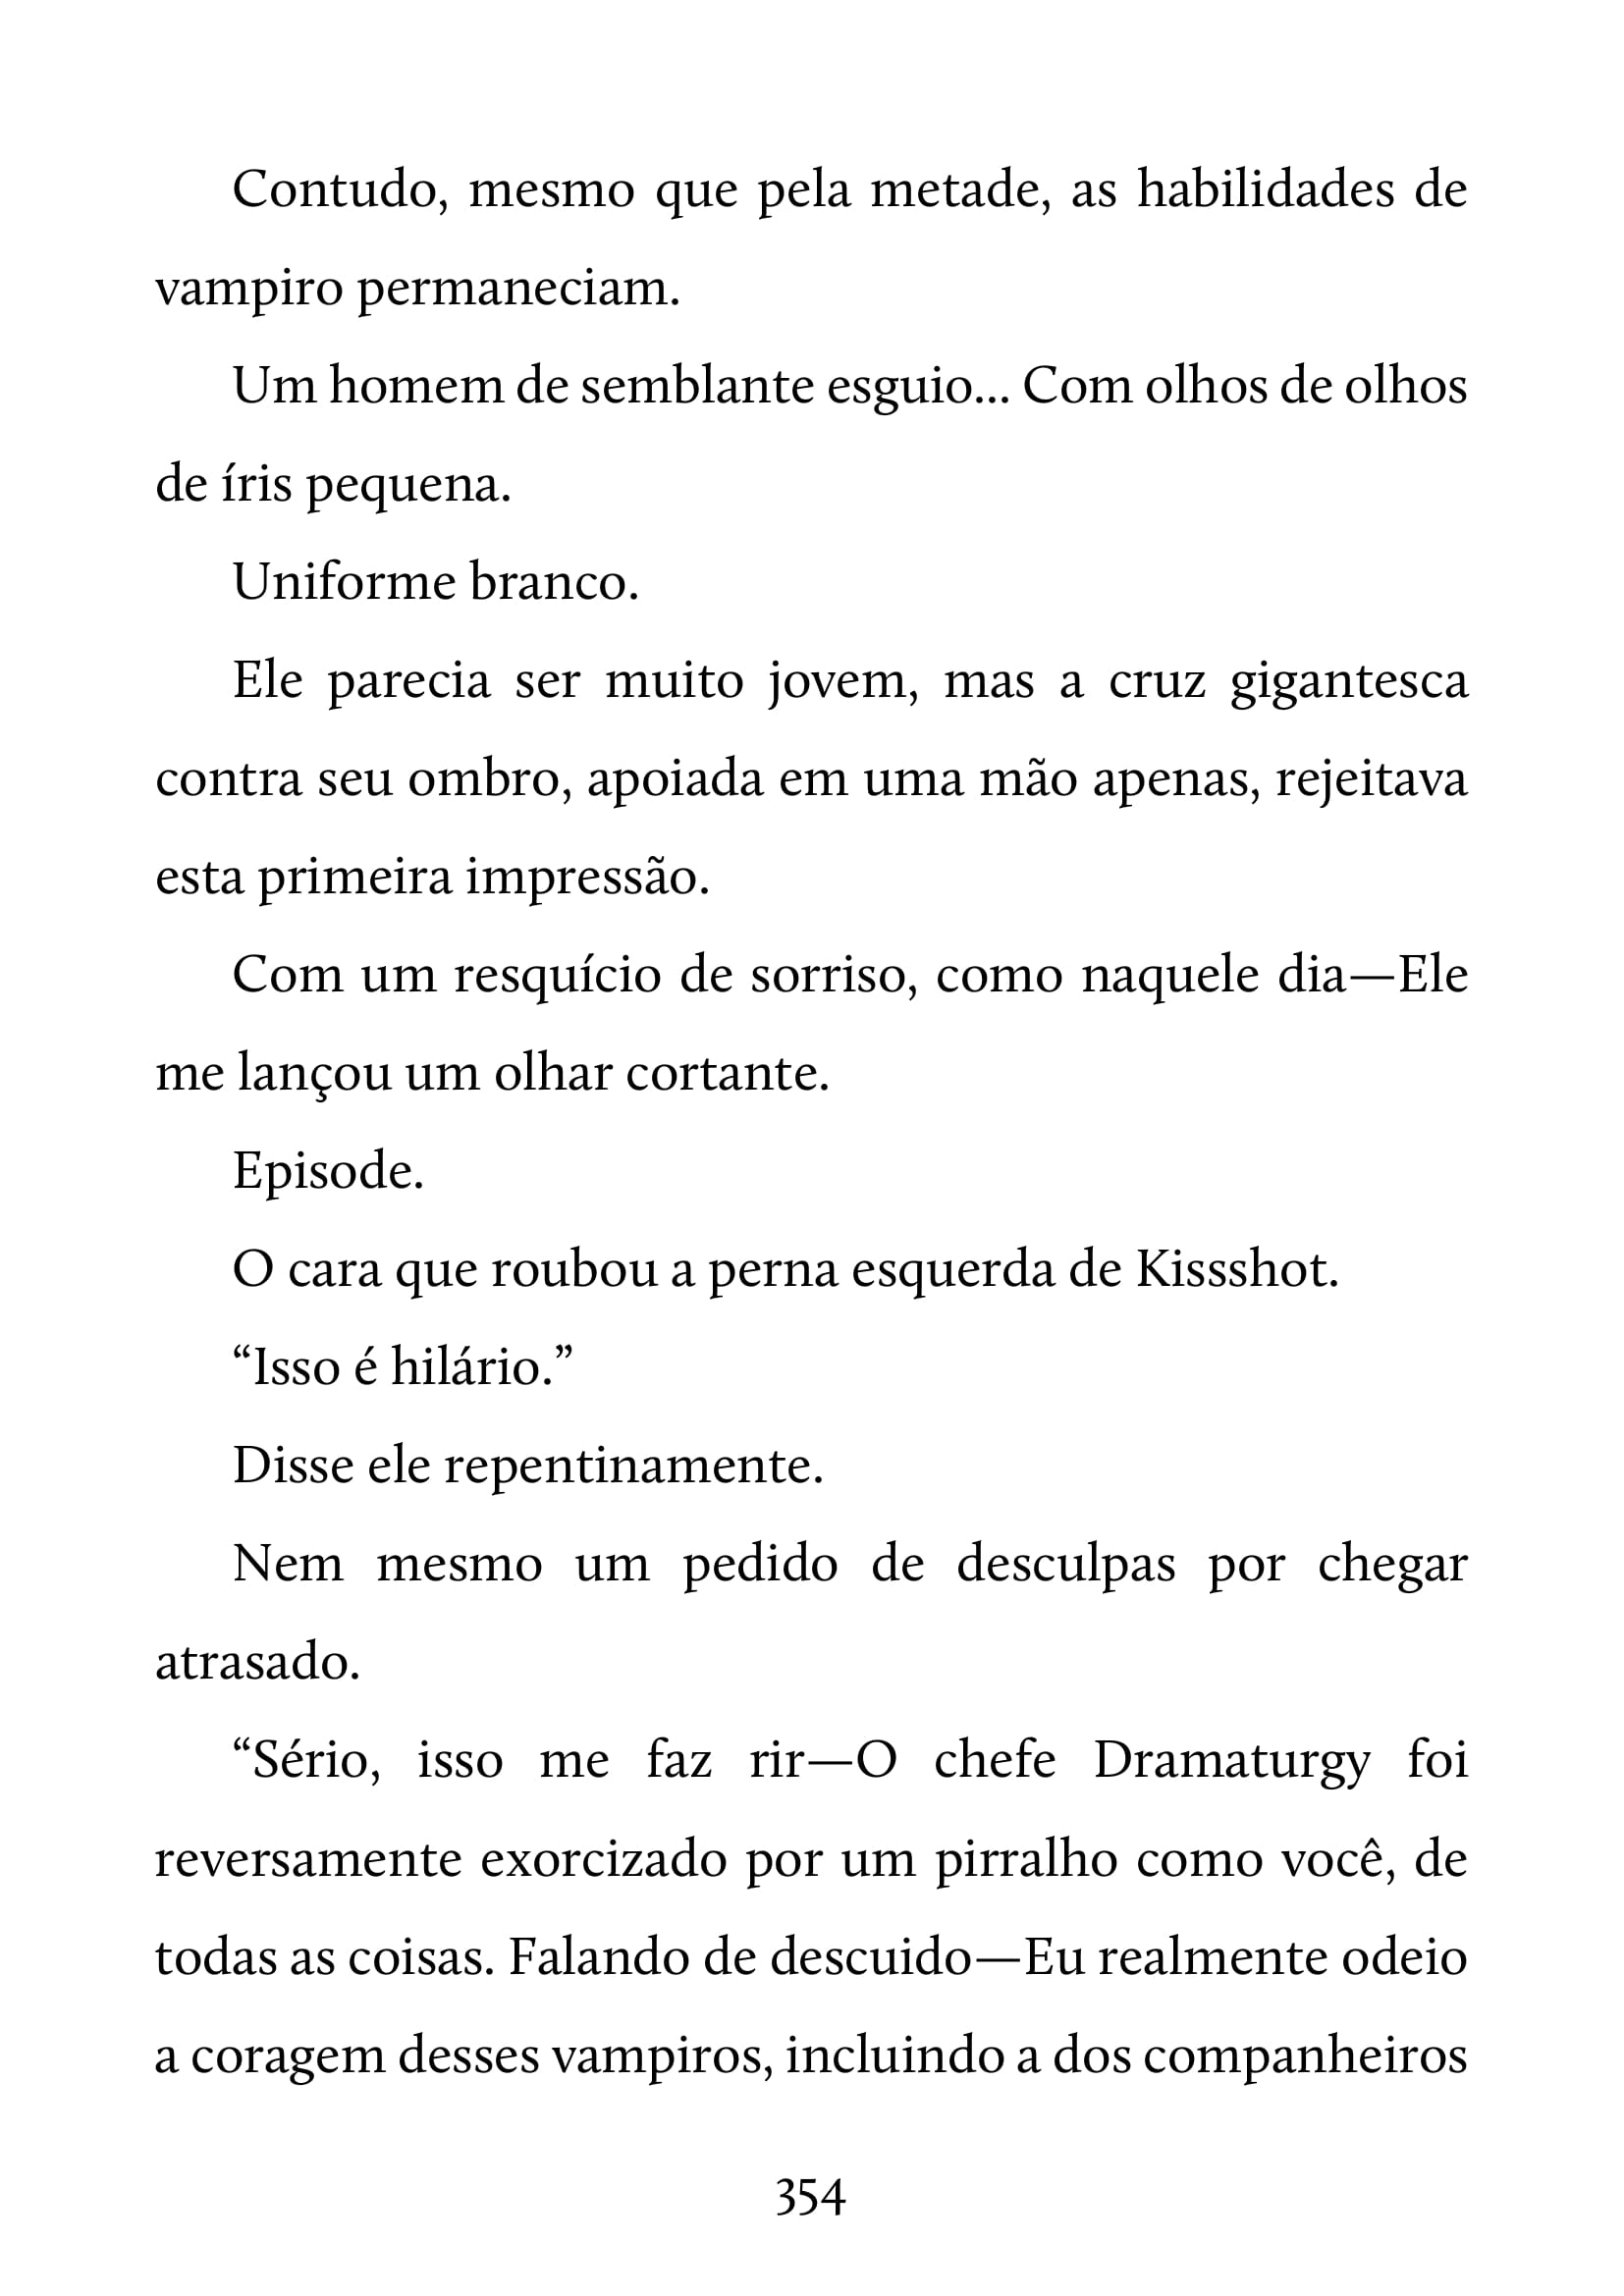 Contudo, mesmo que pela metade, as habilidades de
vampiro permaneciam.
Um homem de semblante esguio... Com olhos de olhos
de íris pequena.
Uniforme branco.
Ele parecia ser muito jovem, mas a cruz gigantesca
contra seu ombro, apoiada em uma mão apenas, rejeitava
esta primeira impressão.
Com um resquício de sorriso, como naquele dia—Ele
me lançou um olhar cortante.
Episode.
O cara que roubou a perna esquerda de Kissshot.
“Isso é hilário.”
Disse ele repentinamente.
Nem mesmo um pedido de desculpas por chegar
atrasado.
“Sério, isso me faz rir—O chefe Dramaturgy foi
reversamente exorcizado por um pirralho como você, de
todas as coisas. Falando de descuido—Eu realmente odeio
a coragem desses vampiros, incluindo a dos companheiros
354